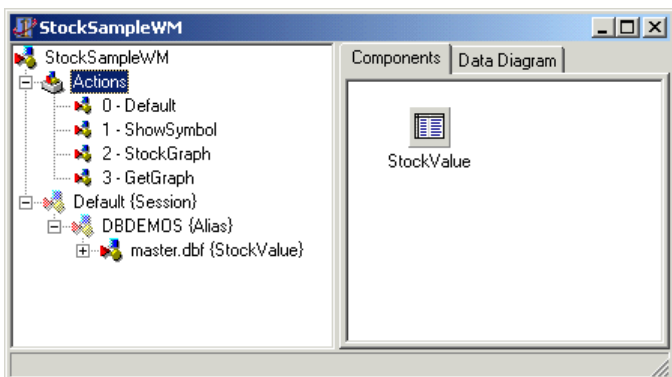 StockSampleWM
StockSampleWM
Actions
0 - Default
1 - ShowSymbol
2 - StockGraph
3 - GetGraph
Default {Session}
DBDEMOS {Alias}
master.dbf {StockValue}
Components
Data Diagram
StockValue